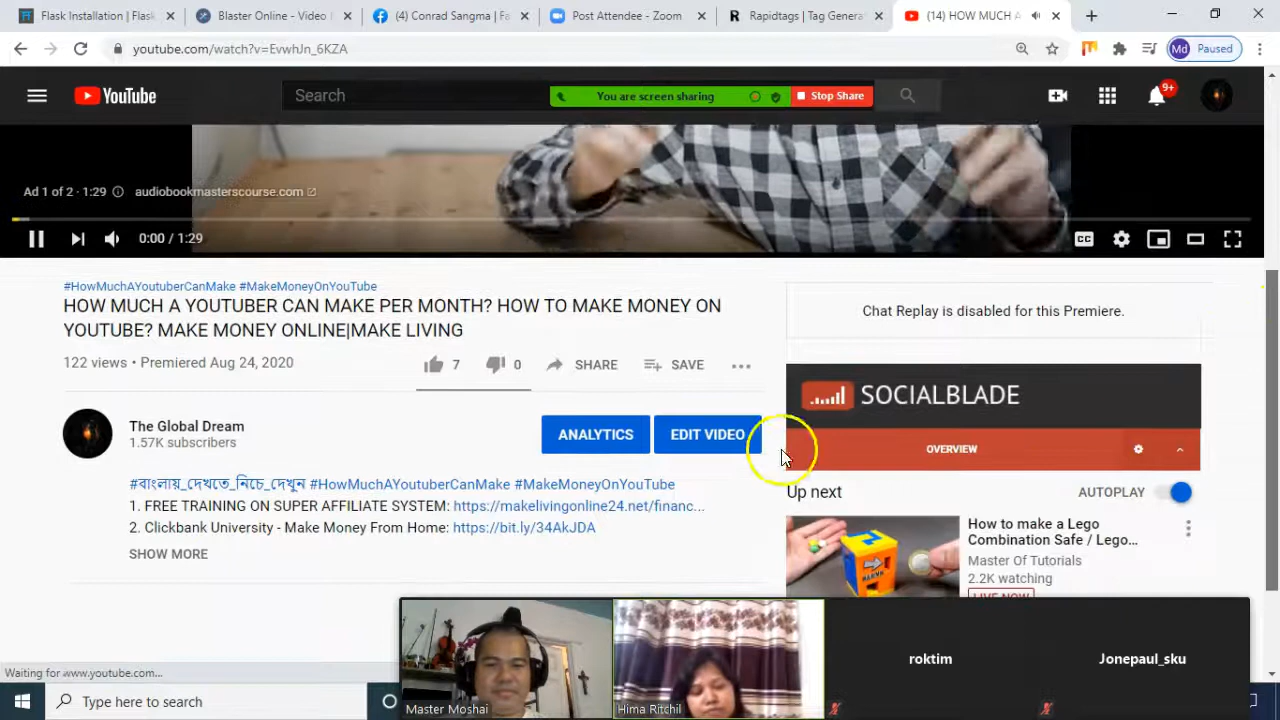 Flask Installation | Flask
Blaster Online - Video
(4) Conrad Sangma | Fa
Post Attendee - Zoom
Rapidtags | Tag Genera
(14) HOW MUCH A
youtube.com/watch?v=EvwhUn_6KZA
Md Paused
YouTube
Search
You are screen sharing
Stop Share
9+
Ad 1 of 2 · 1:29 audiobookmasterscourse.com
0:00 / 1:29
CC
#HowMuchAYoutuberCanMake #MakeMoneyOnYouTube
HOW MUCH A YOUTUBER CAN MAKE PER MONTH? HOW TO MAKE MONEY ON
YOUTUBE? MAKE MONEY ONLINE|MAKE LIVING
122 views • Premiered Aug 24, 2020
7 0 SHARE SAVE
Chat Replay is disabled for this Premiere.
SOCIALBLADE
OVERVIEW
The Global Dream
1.57K subscribers
ANALYTICS EDIT VIDEO
#বাংলায়_দেখতে_নিচে_দেখুন #HowMuchAYoutuberCanMake #MakeMoneyOnYouTube
1. FREE TRAINING ON SUPER AFFILIATE SYSTEM: https://makelivingonline24.net/financ...
2. Clickbank University - Make Money From Home: https://bit.ly/34AkJDA
SHOW MORE
Up next
AUTOPLAY
How to make a Lego
Combination Safe / Lego...
Master Of Tutorials
2.2K watching
LIVE NOW
Master Moshai
Hima Ritchil
roktim
Jonepaul_sku
Waiting for www.youtube.com...
Type here to search